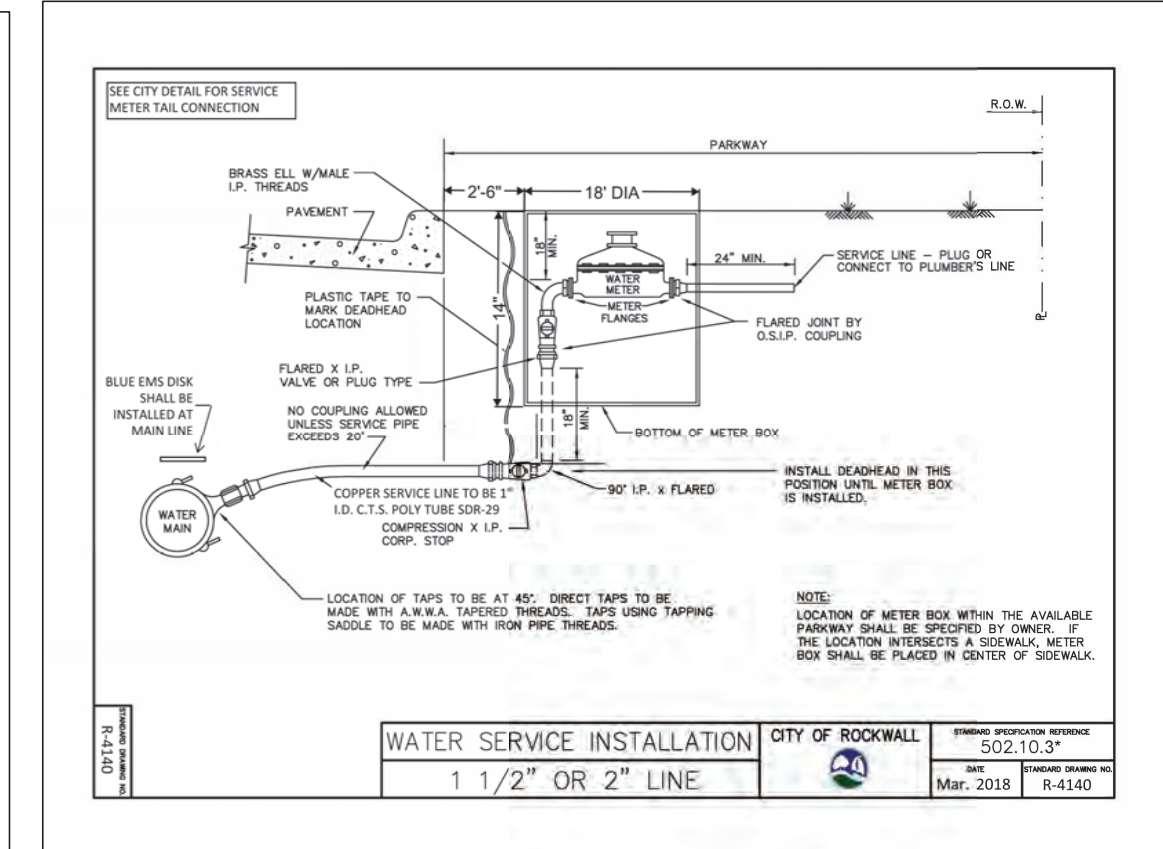 SEE CITY DETAIL FOR SERVICE
METER TAIL CONNECTION
R.O.W.
PARKWAY
BRASS ELL W/MALE
I.P. THREADS
2'-6"
18' DIA
PAVEMENT
18"
MIN.
24" MIN.
SERVICE LINE - PLUG OR
CONNECT TO PLUMBER'S LINE
WATER
METER
METER
FLANGES
PLASTIC TAPE TO
MARK DEADHEAD
LOCATION
14"
FLARED JOINT BY
O.S.I.P. COUPLING
FLARED X I.P.
VALVE OR PLUG TYPE
BLUE EMS DISK
SHALL BE
INSTALLED AT
MAIN LINE
NO COUPLING ALLOWED
UNLESS SERVICE PIPE
EXCEEDS 20'
18"
MIN.
BOTTOM OF METER BOX
INSTALL DEADHEAD IN THIS
POSITION UNTIL METER BOX
IS INSTALLED.
90° I.P. x FLARED
COPPER SERVICE LINE TO BE 1"
I.D. C.T.S. POLY TUBE SDR-29
COMPRESSION X I.P.
CORP. STOP
WATER
MAIN
LOCATION OF TAPS TO BE AT 45°. DIRECT TAPS TO BE
MADE WITH A.W.W.A. TAPERED THREADS. TAPS USING TAPPING
SADDLE TO BE MADE WITH IRON PIPE THREADS.
NOTE:
LOCATION OF METER BOX WITHIN THE AVAILABLE
PARKWAY SHALL BE SPECIFIED BY OWNER. IF
THE LOCATION INTERSECTS A SIDEWALK, METER
BOX SHALL BE PLACED IN CENTER OF SIDEWALK.
STANDARD DRAWING NO.
R-4140
WATER SERVICE INSTALLATION
1 1/2" OR 2" LINE
CITY OF ROCKWALL
STANDARD SPECIFICATION REFERENCE
502.10.3*
DATE
Mar. 2018
STANDARD DRAWING NO.
R-4140